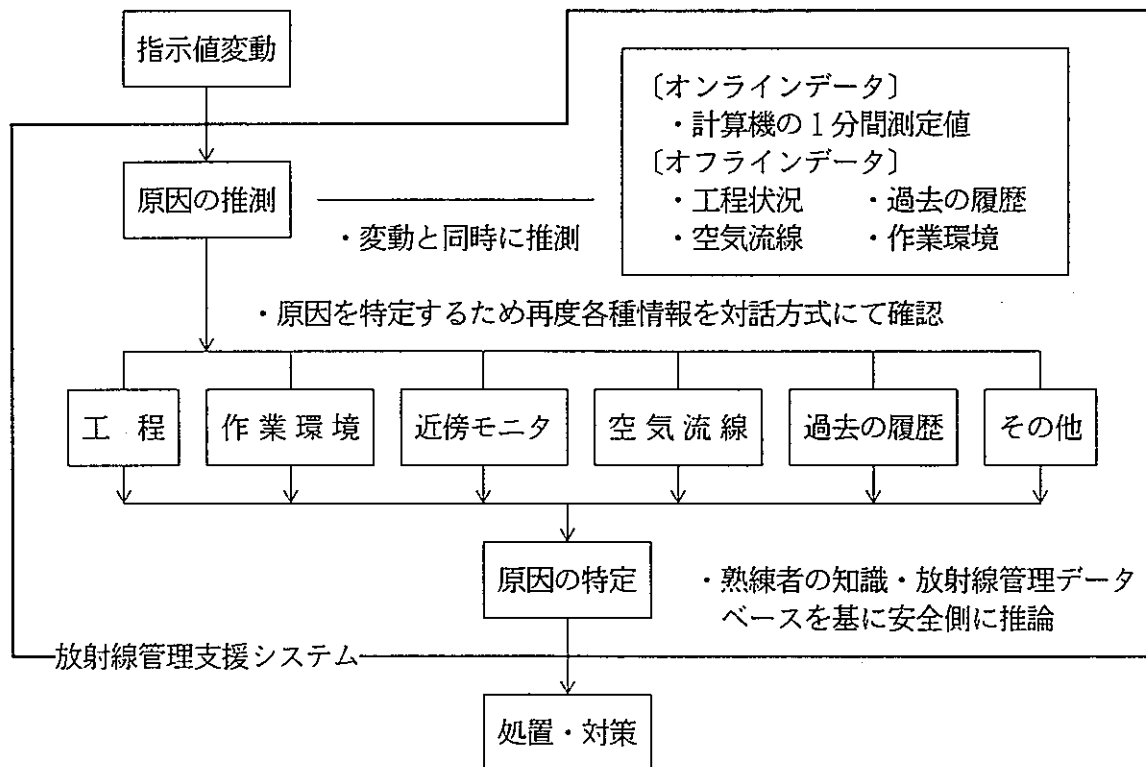 指示値変動
〔オンラインデータ〕
・計算機の1分間測定値
〔オフラインデータ〕
・工程状況 ・過去の履歴
・空気流線 ・作業環境
原因の推測
・変動と同時に推測
・原因を特定するため再度各種情報を対話方式にて確認
工程 作業環境 近傍モニタ 空気流線 過去の履歴 その他
原因の特定
・熟練者の知識・放射線管理データ
ベースを基に安全側に推論
放射線管理支援システム
処置・対策